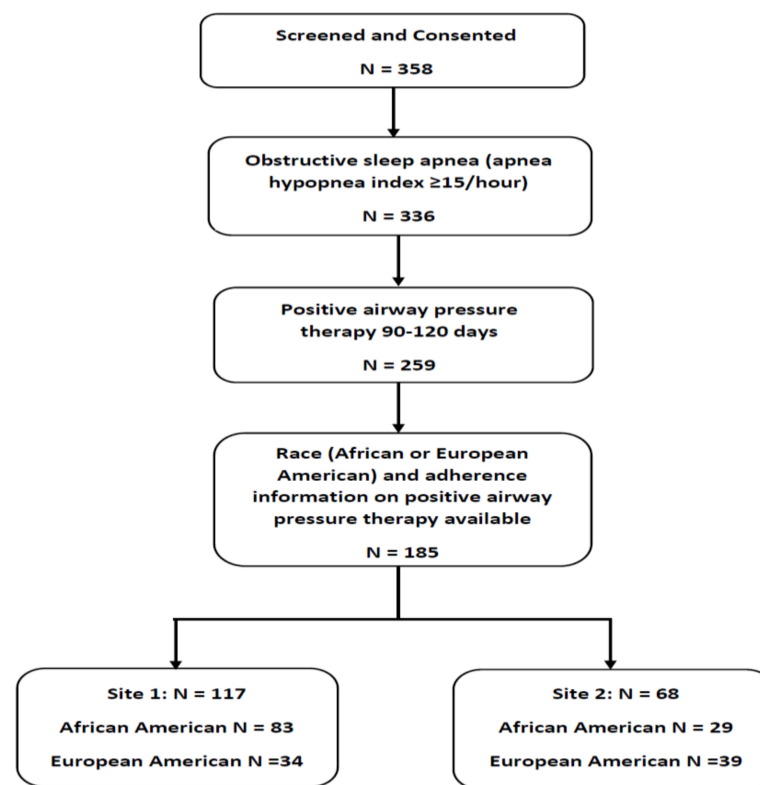 Screened and Consented
N = 358
Obstructive sleep apnea (apnea
hypopnea index ≥15/hour)
N = 336
Positive airway pressure
therapy 90-120 days
N = 259
Race (African or European
American) and adherence
information on positive airway
pressure therapy available
N = 185
Site 1: N = 117
African American N = 83
European American N =34
Site 2: N = 68
African American N = 29
European American N =39